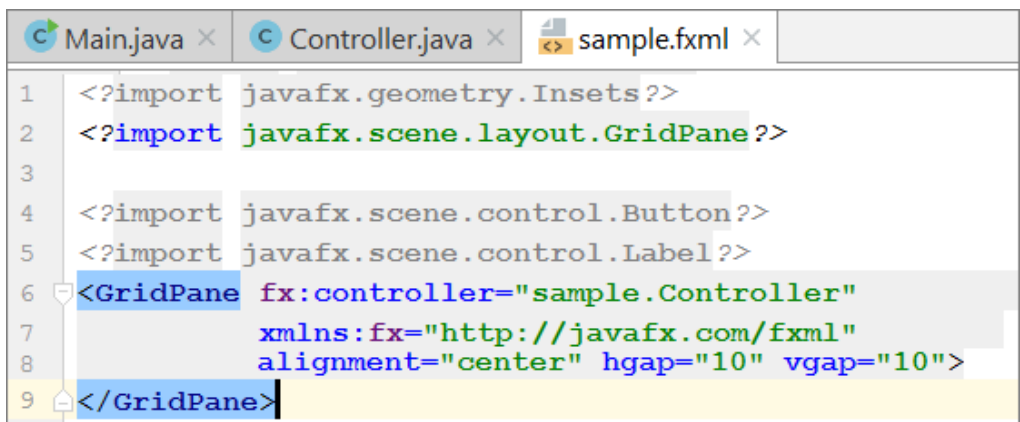 Main.java × Controller.java × sample.fxml ×
1 <?import javafx.geometry.Insets?>
2 <?import javafx.scene.layout.GridPane?>
3
4 <?import javafx.scene.control.Button?>
5 <?import javafx.scene.control.Label?>
6 <GridPane fx:controller="sample.Controller"
7 xmlns:fx="http://javafx.com/fxml"
8 alignment="center" hgap="10" vgap="10">
9 </GridPane>